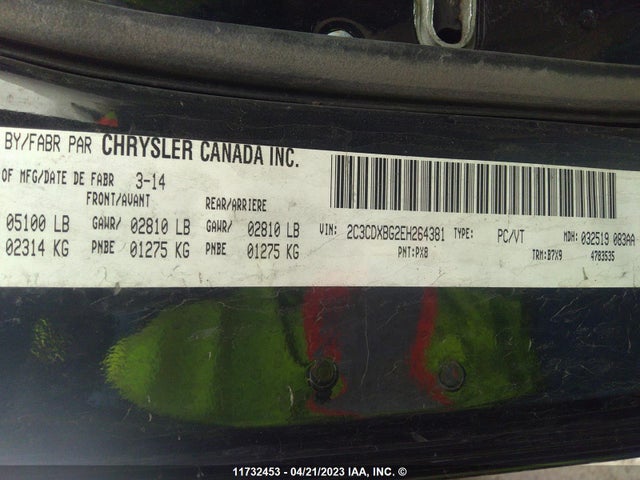 BY/FABR PAR CHRYSLER CANADA INC.
OF MFG/DATE DE FABR 3-14
FRONT/AVANT REAR/ARRIERE
05100 LB GAWR/ 02810 LB GAWR/ 02810 LB VIN: 2C3CDXBG2EH264381 TYPE: PC/VT MDH: 032519 083AA
02314 KG PNBE 01275 KG PNBE 01275 KG PNT:PX8 TRM:B7X9 4783535
11732453 - 04/21/2023 IAA, INC. ©